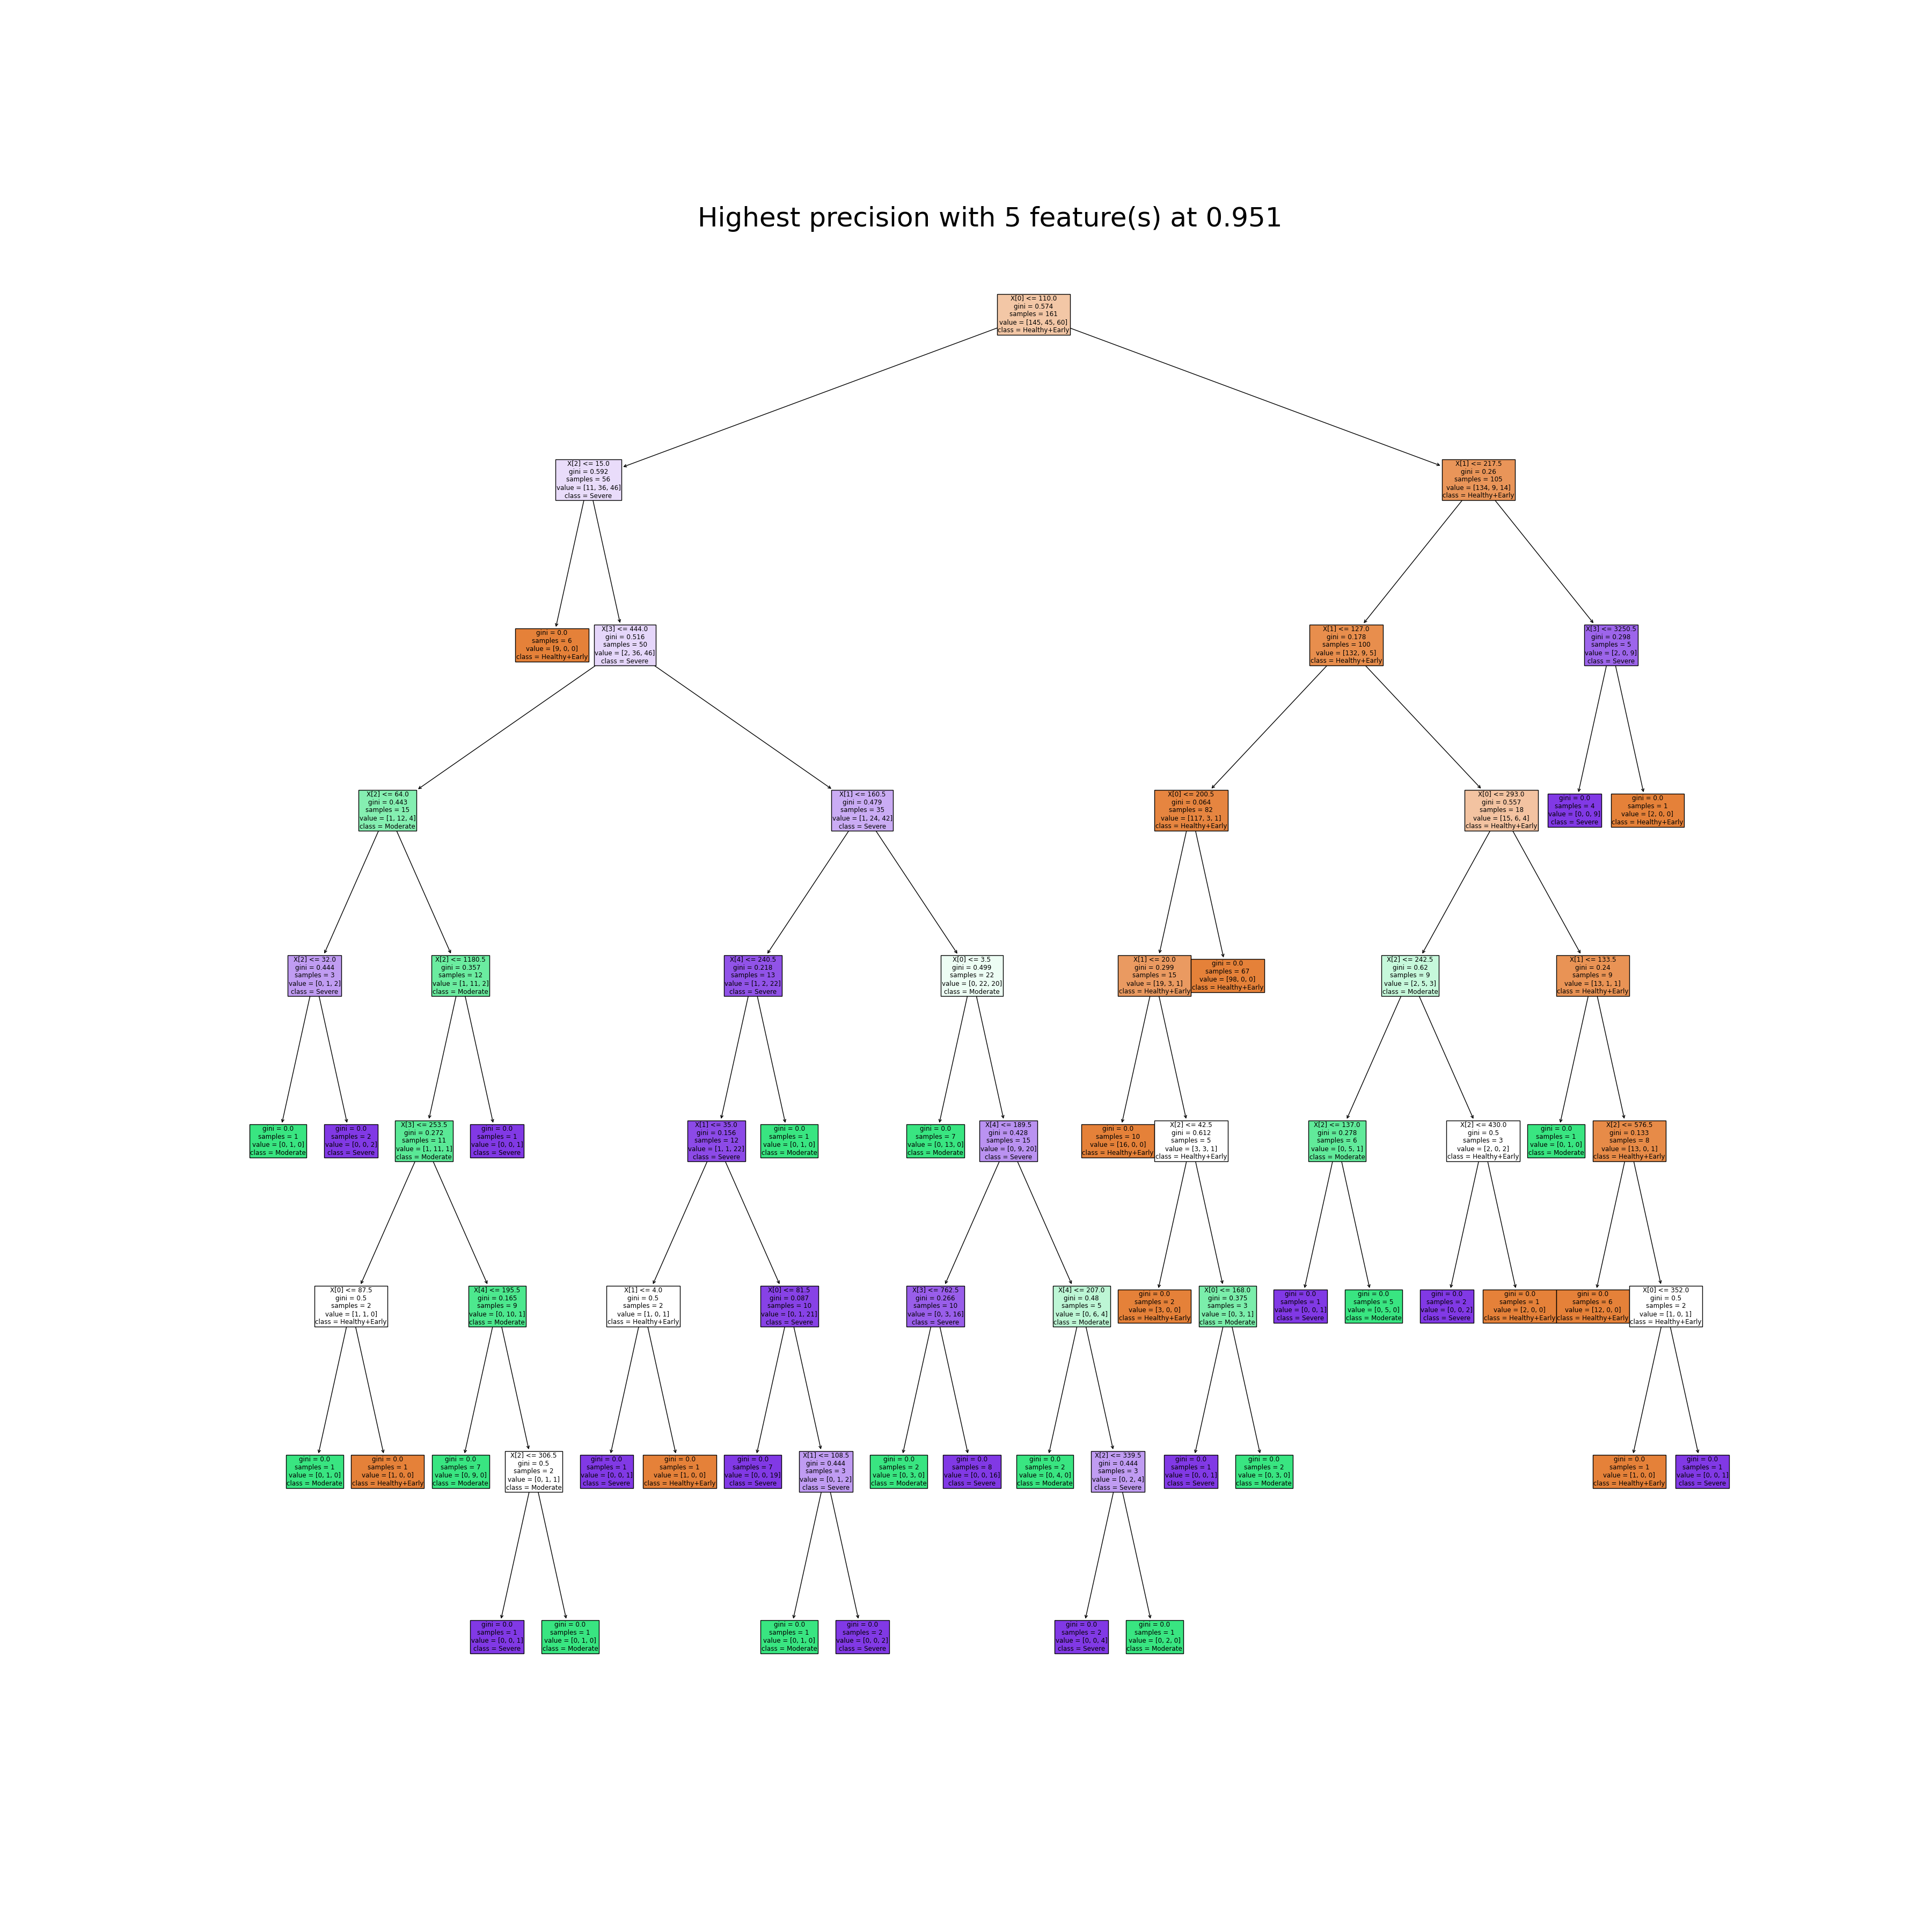 Highest precision with 5 feature(s) at 0.951
X[0] <= 110.0
gini = 0.574
samples = 161
value = [145, 45, 60]
class = Healthy+Early
X[2] <= 15.0
gini = 0.592
samples = 56
value = [11, 36, 46]
class = Severe
X[1] <= 217.5
gini = 0.26
samples = 105
value = [134, 9, 14]
class = Healthy+Early
gini = 0.0
samples = 6
value = [9, 0, 0]
class = Healthy+Early
X[3] <= 444.0
gini = 0.516
samples = 50
value = [2, 36, 46]
class = Severe
X[1] <= 127.0
gini = 0.178
samples = 100
value = [132, 9, 5]
class = Healthy+Early
X[3] <= 3250.5
gini = 0.298
samples = 5
value = [2, 0, 9]
class = Severe
X[2] <= 64.0
gini = 0.443
samples = 15
value = [1, 12, 4]
class = Moderate
X[1] <= 160.5
gini = 0.479
samples = 35
value = [1, 24, 42]
class = Severe
X[0] <= 200.5
gini = 0.064
samples = 82
value = [117, 3, 1]
class = Healthy+Early
X[0] <= 293.0
gini = 0.557
samples = 18
value = [15, 6, 4]
class = Healthy+Early
gini = 0.0
samples = 4
value = [0, 0, 9]
class = Severe
gini = 0.0
samples = 1
value = [2, 0, 0]
class = Healthy+Early
X[2] <= 32.0
gini = 0.444
samples = 3
value = [0, 1, 2]
class = Severe
X[2] <= 1180.5
gini = 0.357
samples = 12
value = [1, 11, 2]
class = Moderate
X[4] <= 240.5
gini = 0.218
samples = 13
value = [1, 2, 22]
class = Severe
X[0] <= 3.5
gini = 0.499
samples = 22
value = [0, 22, 20]
class = Moderate
X[1] <= 20.0
gini = 0.299
samples = 15
value = [19, 3, 1]
class = Healthy+Early
gini = 0.0
samples = 67
value = [98, 0, 0]
class = Healthy+Early
X[2] <= 242.5
gini = 0.62
samples = 9
value = [2, 5, 3]
class = Moderate
X[1] <= 133.5
gini = 0.24
samples = 9
value = [13, 1, 1]
class = Healthy+Early
gini = 0.0
samples = 1
value = [0, 1, 0]
class = Moderate
gini = 0.0
samples = 2
value = [0, 0, 2]
class = Severe
X[3] <= 253.5
gini = 0.272
samples = 11
value = [1, 11, 1]
class = Moderate
gini = 0.0
samples = 1
value = [0, 0, 1]
class = Severe
X[1] <= 35.0
gini = 0.156
samples = 12
value = [1, 1, 22]
class = Severe
gini = 0.0
samples = 1
value = [0, 1, 0]
class = Moderate
gini = 0.0
samples = 7
value = [0, 13, 0]
class = Moderate
X[4] <= 189.5
gini = 0.428
samples = 15
value = [0, 9, 20]
class = Severe
gini = 0.0
samples = 10
value = [16, 0, 0]
class = Healthy+Early
X[2] <= 42.5
gini = 0.612
samples = 5
value = [3, 3, 1]
class = Healthy+Early
X[2] <= 137.0
gini = 0.278
samples = 6
value = [0, 5, 1]
class = Moderate
X[2] <= 430.0
gini = 0.5
samples = 3
value = [2, 0, 2]
class = Healthy+Early
gini = 0.0
samples = 1
value = [0, 1, 0]
class = Moderate
X[2] <= 576.5
gini = 0.133
samples = 8
value = [13, 0, 1]
class = Healthy+Early
X[0] <= 87.5
gini = 0.5
samples = 2
value = [1, 1, 0]
class = Healthy+Early
X[4] <= 195.5
gini = 0.165
samples = 9
value = [0, 10, 1]
class = Moderate
X[1] <= 4.0
gini = 0.5
samples = 2
value = [1, 0, 1]
class = Healthy+Early
X[0] <= 81.5
gini = 0.087
samples = 10
value = [0, 1, 21]
class = Severe
X[3] <= 762.5
gini = 0.266
samples = 10
value = [0, 3, 16]
class = Severe
X[4] <= 207.0
gini = 0.48
samples = 5
value = [0, 6, 4]
class = Moderate
gini = 0.0
samples = 2
value = [3, 0, 0]
class = Healthy+Early
X[0] <= 168.0
gini = 0.375
samples = 3
value = [0, 3, 1]
class = Moderate
gini = 0.0
samples = 1
value = [0, 0, 1]
class = Severe
gini = 0.0
samples = 5
value = [0, 5, 0]
class = Moderate
gini = 0.0
samples = 2
value = [0, 0, 2]
class = Severe
gini = 0.0
samples = 1
value = [2, 0, 0]
class = Healthy+Early
gini = 0.0
samples = 6
value = [12, 0, 0]
class = Healthy+Early
X[0] <= 352.0
gini = 0.5
samples = 2
value = [1, 0, 1]
class = Healthy+Early
gini = 0.0
samples = 1
value = [0, 1, 0]
class = Moderate
gini = 0.0
samples = 1
value = [1, 0, 0]
class = Healthy+Early
gini = 0.0
samples = 7
value = [0, 9, 0]
class = Moderate
X[2] <= 306.5
gini = 0.5
samples = 2
value = [0, 1, 1]
class = Moderate
gini = 0.0
samples = 1
value = [0, 0, 1]
class = Severe
gini = 0.0
samples = 1
value = [1, 0, 0]
class = Healthy+Early
gini = 0.0
samples = 7
value = [0, 0, 19]
class = Severe
X[1] <= 108.5
gini = 0.444
samples = 3
value = [0, 1, 2]
class = Severe
gini = 0.0
samples = 2
value = [0, 3, 0]
class = Moderate
gini = 0.0
samples = 8
value = [0, 0, 16]
class = Severe
gini = 0.0
samples = 2
value = [0, 4, 0]
class = Moderate
X[2] <= 339.5
gini = 0.444
samples = 3
value = [0, 2, 4]
class = Severe
gini = 0.0
samples = 1
value = [0, 0, 1]
class = Severe
gini = 0.0
samples = 2
value = [0, 3, 0]
class = Moderate
gini = 0.0
samples = 1
value = [1, 0, 0]
class = Healthy+Early
gini = 0.0
samples = 1
value = [0, 0, 1]
class = Severe
gini = 0.0
samples = 1
value = [0, 0, 1]
class = Severe
gini = 0.0
samples = 1
value = [0, 1, 0]
class = Moderate
gini = 0.0
samples = 1
value = [0, 1, 0]
class = Moderate
gini = 0.0
samples = 2
value = [0, 0, 2]
class = Severe
gini = 0.0
samples = 2
value = [0, 0, 4]
class = Severe
gini = 0.0
samples = 1
value = [0, 2, 0]
class = Moderate